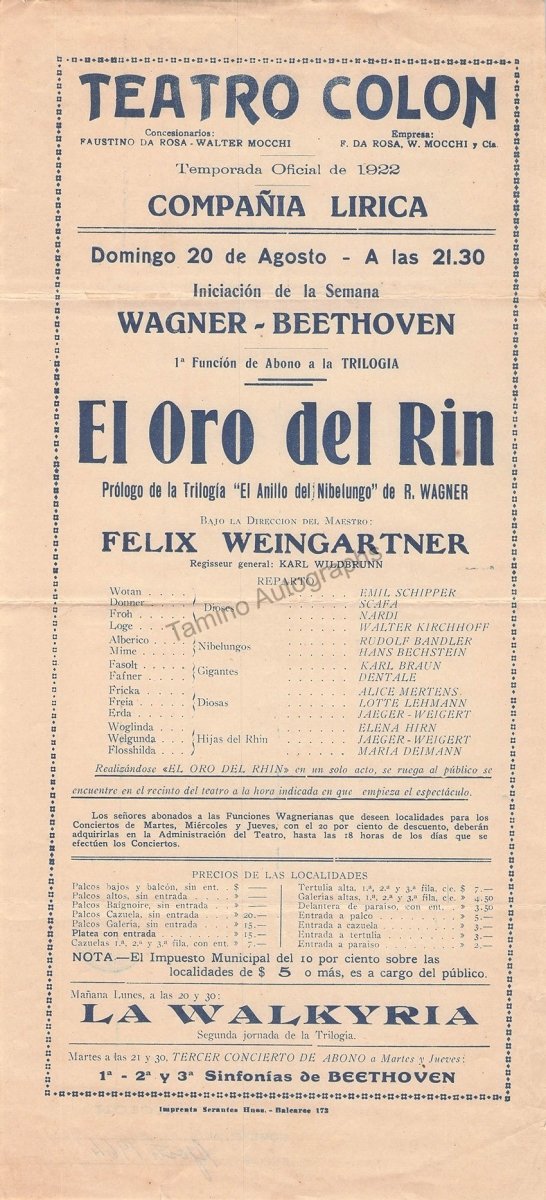 TEATRO COLON
Concesionarios:
FAUSTINO DA ROSA - WALTER MOCCHI
Empresa:
F. DA ROSA, W. MOCCHI y Cía.
Temporada Oficial de 1922
COMPAÑIA LIRICA
Domingo 20 de Agosto - A las 21.30
Iniciación de la Semana
WAGNER - BEETHOVEN
1ª Función de Abono a la TRILOGIA
El Oro del Rin
Prólogo de la Trilogía "El Anillo del Nibelungo" de R. WAGNER
BAJO LA DIRECCION DEL MAESTRO:
FELIX WEINGARTNER
Regisseur general: KARL WILDBRUNN
REPARTO
Wotan . . . . . EMIL SCHIPPER
Donner . . . . . Dioses . . . . . SCAFA
Froh . . . . . NARDI
Loge . . . . . WALTER KIRCHHOFF
Alberico . . . . . RUDOLF BANDLER
Mime . . . . . Nibelungos . . . . . HANS BECHSTEIN
Fasolt . . . . . KARL BRAUN
Fafner . . . . . Gigantes . . . . . DENTALE
Fricka . . . . . ALICE MERTENS
Freia . . . . . Diosas . . . . . LOTTE LEHMANN
Erda . . . . . JAEGER-WEIGERT
Woglinda . . . . . ELENA HIRN
Welgunda . . . . . Hijas del Rhin . . . . . JAEGER-WEIGERT
Flosshilda . . . . . MARIA DEIMANN
Realizándose «EL ORO DEL RHIN» en un solo acto, se ruega al público se
encuentre en el recinto del teatro a la hora indicada en que empieza el espectáculo.
Los señores abonados a las Funciones Wagnerianas que deseen localidades para los
Conciertos de Martes, Miércoles y Jueves, con el 20 por ciento de descuento, deberán
adquirirlas en la Administración del Teatro, hasta las 18 horas de los días que se
efectúen los Conciertos.
PRECIOS DE LAS LOCALIDADES
Palcos bajos y balcón, sin ent. . $ —
Palcos altos, sin entrada . . . » —
Palcos Baignoire, sin entrada . » —
Palcos Cazuela, sin entrada . . » 20.—
Palcos Galería, sin entrada . . » 15.—
Platea con entrada . . . . . » 15.—
Cazuelas 1.ª, 2.ª y 3.ª fila, con ent. » 7.—
Tertulia alta, 1.ª, 2.ª y 3.ª fila, c/e. $ 7.—
Galerías altas, 1.ª, 2.ª y 3.ª fila, c/e. » 4.50
Delantera de paraíso, con ent. . » 3.50
Entrada a palco . . . . . » 5.—
Entrada a cazuela . . . . . » 3.—
Entrada a tertulia . . . . . » 3.—
Entrada a paraíso . . . . . » 2.—
NOTA—El Impuesto Municipal del 10 por ciento sobre las
localidades de $ 5 o más, es a cargo del público.
Mañana Lunes, a las 20 y 30:
LA WALKYRIA
Segunda jornada de la Trilogía.
Martes a las 21 y 30, TERCER CONCIERTO DE ABONO a Martes y Jueves:
1ª - 2ª y 3ª Sinfonías de BEETHOVEN
Imprenta Serantes Hnos. - Balcarce 173
Tamino Autographs